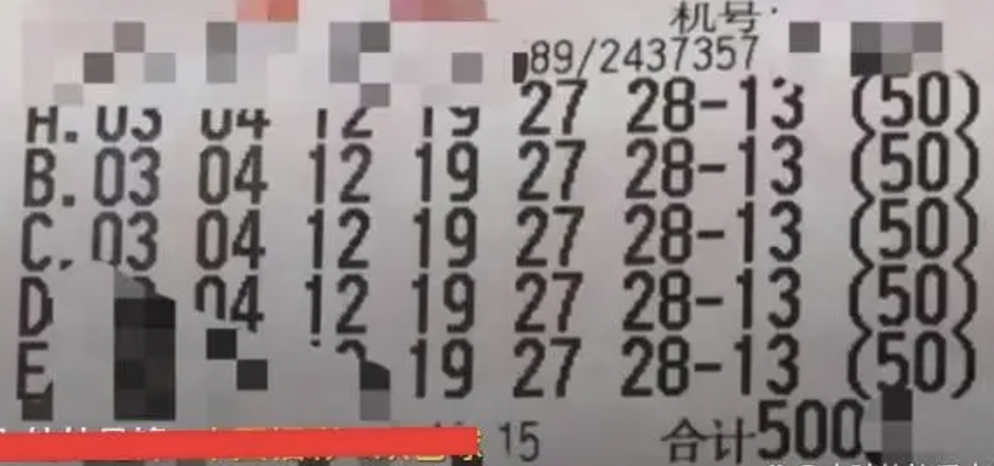 机号
89/2437357
A.03 04 12 19 27 28-13 (50)
B.03 04 12 19 27 28-13 (50)
C.03 04 12 19 27 28-13 (50)
D 04 12 19 27 28-13 (50)
E 19 27 28-13 (50)
15 合计500